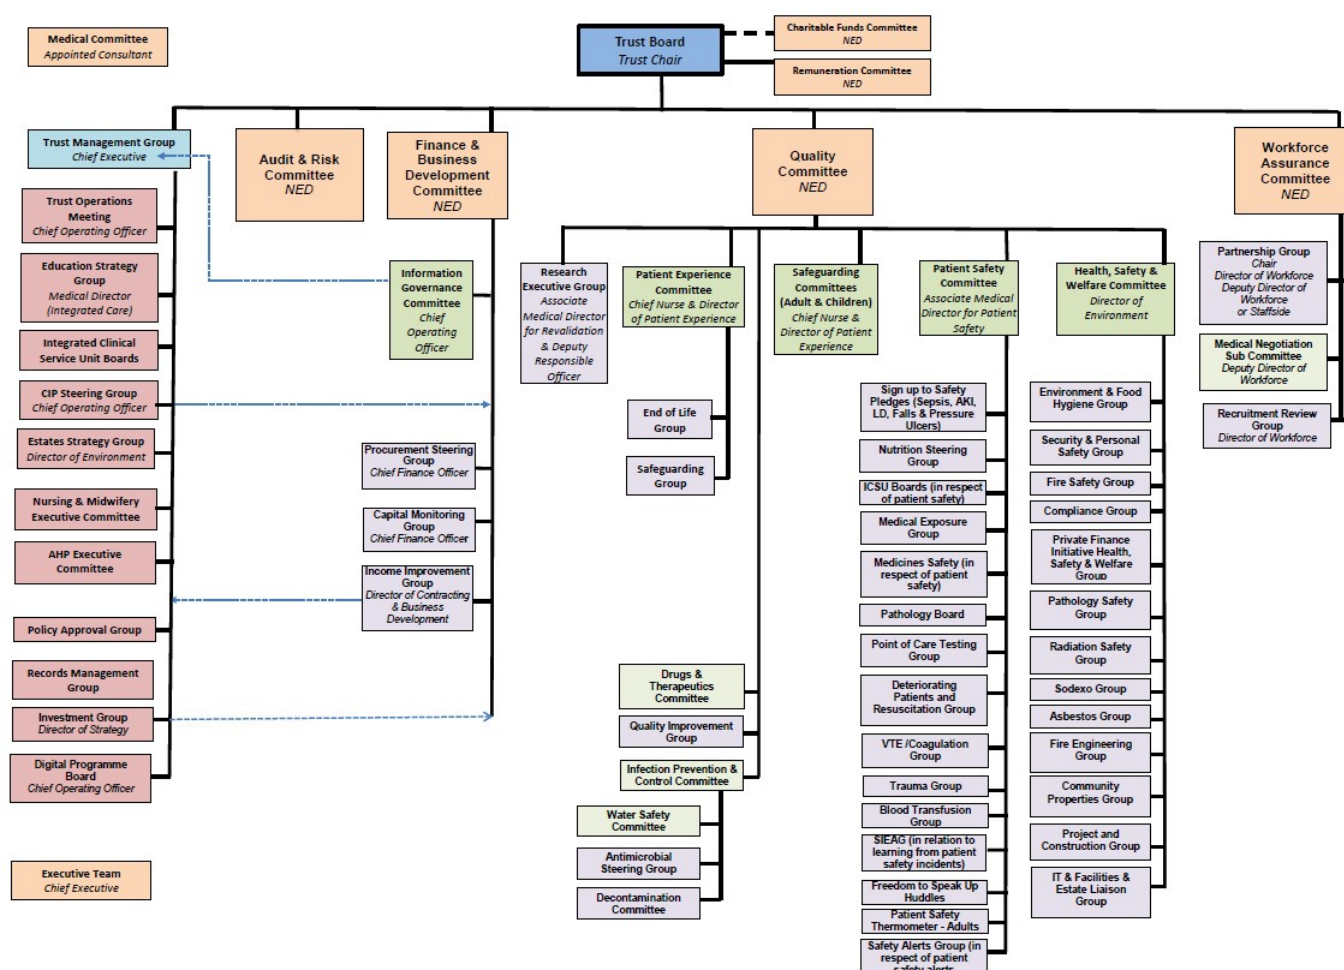 Medical Committee
Appointed Consultant
Trust Board
Trust Chair
Charitable Funds Committee
NED
Remuneration Committee
NED
Trust Management Group
Chief Executive
Audit & Risk
Committee
NED
Finance &
Business
Development
Committee
NED
Quality
Committee
NED
Workforce
Assurance
Committee
NED
Trust Operations
Meeting
Chief Operating Officer
Education Strategy
Group
Medical Director
(Integrated Care)
Integrated Clinical
Service Unit Boards
CIP Steering Group
Chief Operating Officer
Estates Strategy Group
Director of Environment
Nursing & Midwifery
Executive Committee
AHP Executive
Committee
Policy Approval Group
Records Management
Group
Investment Group
Director of Strategy
Digital Programme
Board
Chief Operating Officer
Executive Team
Chief Executive
Information
Governance
Committee
Chief
Operating
Officer
Procurement Steering
Group
Chief Finance Officer
Capital Monitoring
Group
Chief Finance Officer
Income Improvement
Group
Director of Contracting
& Business
Development
Research
Executive Group
Associate
Medical Director
for Revalidation
& Deputy
Responsible
Officer
Patient Experience
Committee
Chief Nurse & Director
of Patient Experience
End of Life
Group
Safeguarding
Group
Drugs &
Therapeutics
Committee
Quality Improvement
Group
Infection Prevention &
Control Committee
Water Safety
Committee
Antimicrobial
Steering Group
Decontamination
Committee
Safeguarding
Committees
(Adult & Children)
Chief Nurse &
Director of Patient
Experience
Patient Safety
Committee
Associate Medical
Director for Patient
Safety
Sign up to Safety
Pledges (Sepsis, AKI,
LD, Falls & Pressure
Ulcers)
Nutrition Steering
Group
ICSU Boards (in respect
of patient safety)
Medical Exposure
Group
Medicines Safety (in
respect of patient
safety)
Pathology Board
Point of Care Testing
Group
Deteriorating
Patients and
Resuscitation Group
VTE /Coagulation
Group
Trauma Group
Blood Transfusion
Group
SIEAG (in relation to
learning from patient
safety incidents)
Freedom to Speak Up
Huddles
Patient Safety
Thermometer - Adults
Safety Alerts Group (in
respect of patient
safety alerts
Health, Safety &
Welfare Committee
Director of
Environment
Environment & Food
Hygiene Group
Security & Personal
Safety Group
Fire Safety Group
Compliance Group
Private Finance
Initiative Health,
Safety & Welfare
Group
Pathology Safety
Group
Radiation Safety
Group
Sodexo Group
Asbestos Group
Fire Engineering
Group
Community
Properties Group
Project and
Construction Group
IT & Facilities &
Estate Liaison
Group
Partnership Group
Chair
Director of Workforce
Deputy Director of
Workforce
or Staffside
Medical Negotiation
Sub Committee
Deputy Director of
Workforce
Recruitment Review
Group
Director of Workforce